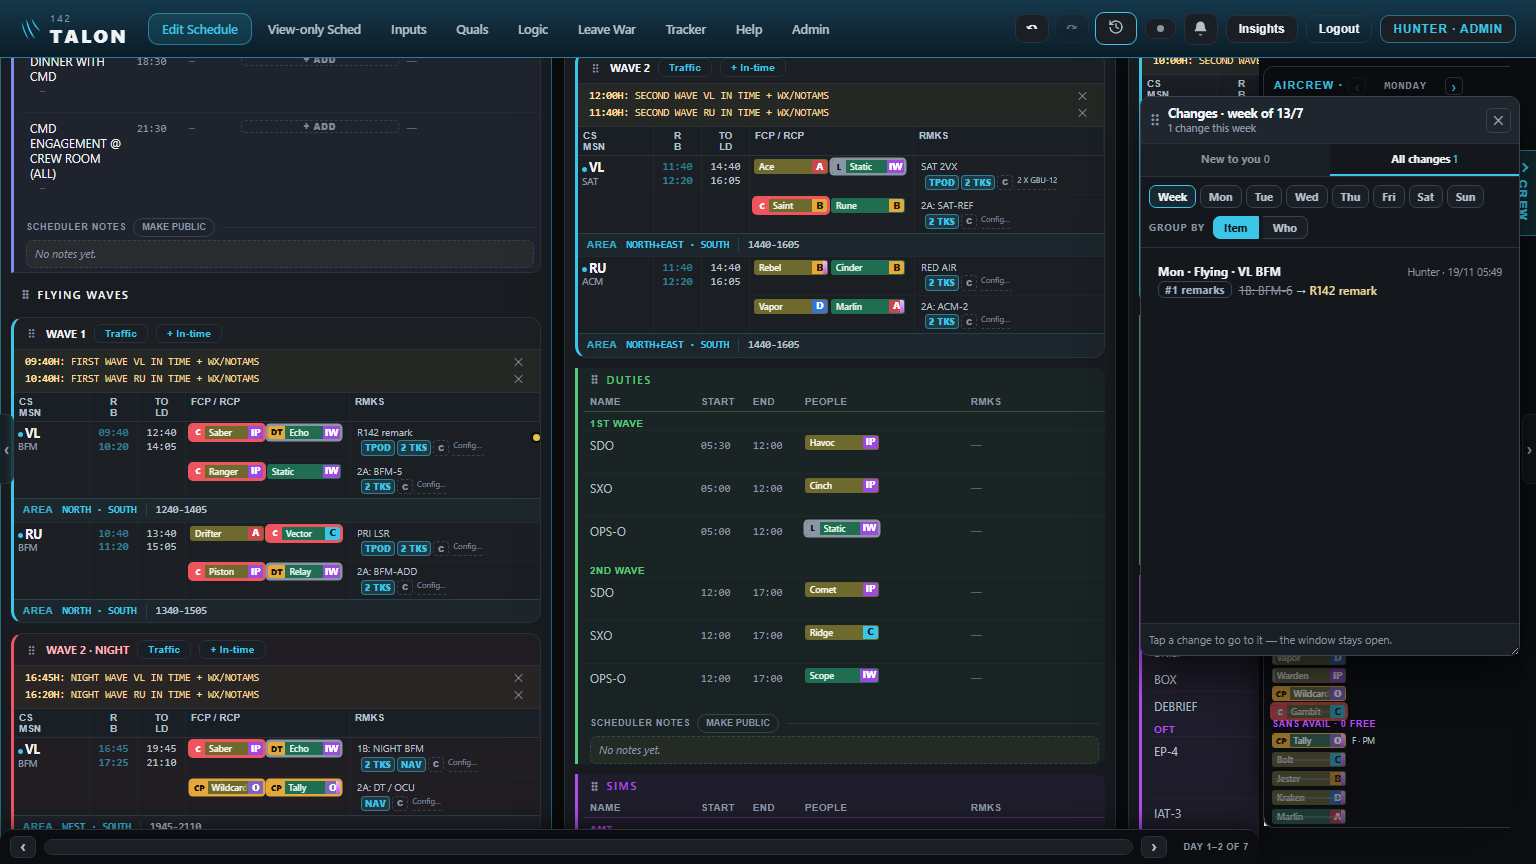 142
TALON
Edit Schedule
View-only Sched
Inputs
Quals
Logic
Leave War
Tracker
Help
Admin
Insights
Logout
HUNTER · ADMIN
DINNER WITH CMD
18:30
—
+ ADD
—
—
CMD ENGAGEMENT @ CREW ROOM (ALL)
21:30
—
+ ADD
—
—
SCHEDULER NOTES
MAKE PUBLIC
No notes yet.
FLYING WAVES
WAVE 1
Traffic
+ In-time
09:40H: FIRST WAVE VL IN TIME + WX/NOTAMS
10:40H: FIRST WAVE RU IN TIME + WX/NOTAMS
CS MSN
R B
TO LD
FCP / RCP
RMKS
VL BFM
09:40 10:20
12:40 14:05
C Saber IP
DT Echo IW
R142 remark
TPOD 2 TKS C Config...
C Ranger IP
Static IW
2A: BFM-5
2 TKS C Config...
AREA NORTH · SOUTH 1240-1405
RU BFM
10:40 11:20
13:40 15:05
Drifter A
C Vector C
PRI LSR
TPOD 2 TKS C Config...
C Piston IP
DT Relay IW
2A: BFM-ADD
2 TKS C Config...
AREA NORTH · SOUTH 1340-1505
WAVE 2 · NIGHT
Traffic
+ In-time
16:45H: NIGHT WAVE VL IN TIME + WX/NOTAMS
16:20H: NIGHT WAVE RU IN TIME + WX/NOTAMS
CS MSN
R B
TO LD
FCP / RCP
RMKS
VL BFM
16:45 17:25
19:45 21:10
C Saber IP
DT Echo IW
1B: NIGHT BFM
2 TKS NAV C Config...
CP Wildcard O
CP Tally O
2A: DT / OCU
NAV C Config...
AREA WEST · SOUTH 1945-2110
WAVE 2
Traffic
+ In-time
12:00H: SECOND WAVE VL IN TIME + WX/NOTAMS
11:40H: SECOND WAVE RU IN TIME + WX/NOTAMS
CS MSN
R B
TO LD
FCP / RCP
RMKS
VL SAT
11:40 12:20
14:40 16:05
Ace A
L Static IW
SAT 2VX
TPOD 2 TKS C 2 X GBU-12
C Saint B
Rune B
2A: SAT-REF
2 TKS C Config...
AREA NORTH+EAST · SOUTH 1440-1605
RU ACM
11:40 12:20
14:40 16:05
Rebel B
Cinder B
RED AIR
2 TKS C Config...
Vapor D
Marlin A
2A: ACM-2
2 TKS C Config...
AREA NORTH+EAST · SOUTH 1440-1605
DUTIES
NAME START END PEOPLE RMKS
1ST WAVE
SDO 05:30 12:00 Havoc IP —
SXO 05:00 12:00 Cinch IP —
OPS-O 05:00 12:00 L Static IW —
2ND WAVE
SDO 12:00 17:00 Comet IP —
SXO 12:00 17:00 Ridge C —
OPS-O 12:00 17:00 Scope IW —
SCHEDULER NOTES
MAKE PUBLIC
No notes yet.
SIMS
NAME START END PEOPLE RMKS
10:00H: SECOND WAVE
CS MSN
R B
AIRCREW ·
MONDAY
Changes · week of 13/7
1 change this week
New to you 0
All changes 1
Week Mon Tue Wed Thu Fri Sat Sun
GROUP BY Item Who
Mon · Flying · VL BFM
Hunter · 19/11 05:49
#1 remarks 1B: BFM-6 → R142 remark
Tap a change to go to it — the window stays open.
CREW
BOX
DEBRIEF
OFT
EP-4
IAT-3
Vapor D
Warden IP
CP Wildcard O
C Gambit C
SANS AVAIL · 0 FREE
CP Tally O F · PM
Bolt C
Jester B
Kraken D
Marlin A
DAY 1–2 OF 7